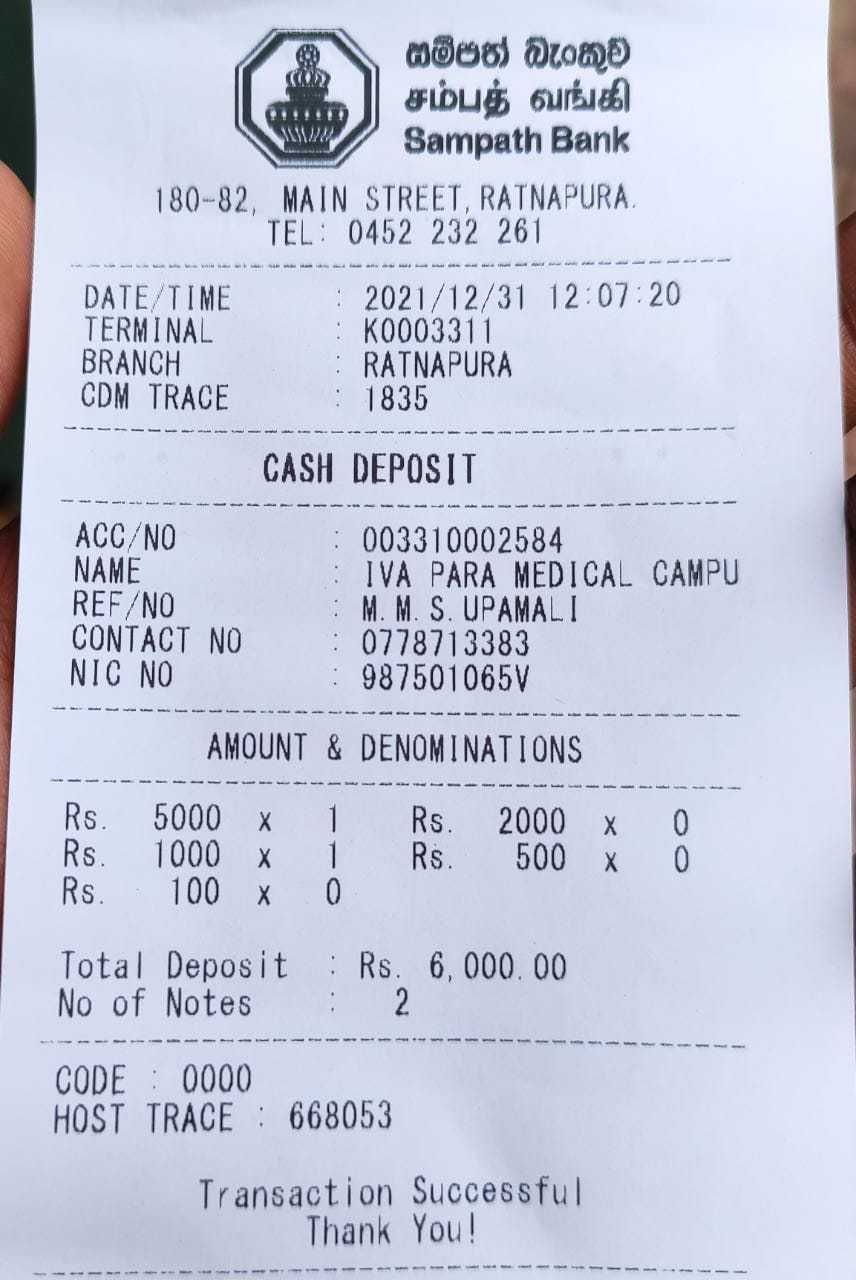 සම්පත් බැංකුව
சம்பத் வங்கி
Sampath Bank
180-82, MAIN STREET, RATNAPURA.
TEL: 0452 232 261
DATE/TIME : 2021/12/31 12:07:20
TERMINAL : K0003311
BRANCH : RATNAPURA
CDM TRACE : 1835
CASH DEPOSIT
ACC/NO : 003310002584
NAME : IVA PARA MEDICAL CAMPU
REF/NO : M.M.S.UPAMALI
CONTACT NO : 0778713383
NIC NO : 987501065V
AMOUNT & DENOMINATIONS
Rs. 5000 x 1 Rs. 2000 x 0
Rs. 1000 x 1 Rs. 500 x 0
Rs. 100 x 0
Total Deposit : Rs. 6,000.00
No of Notes : 2
CODE : 0000
HOST TRACE : 668053
Transaction Successful
Thank You!